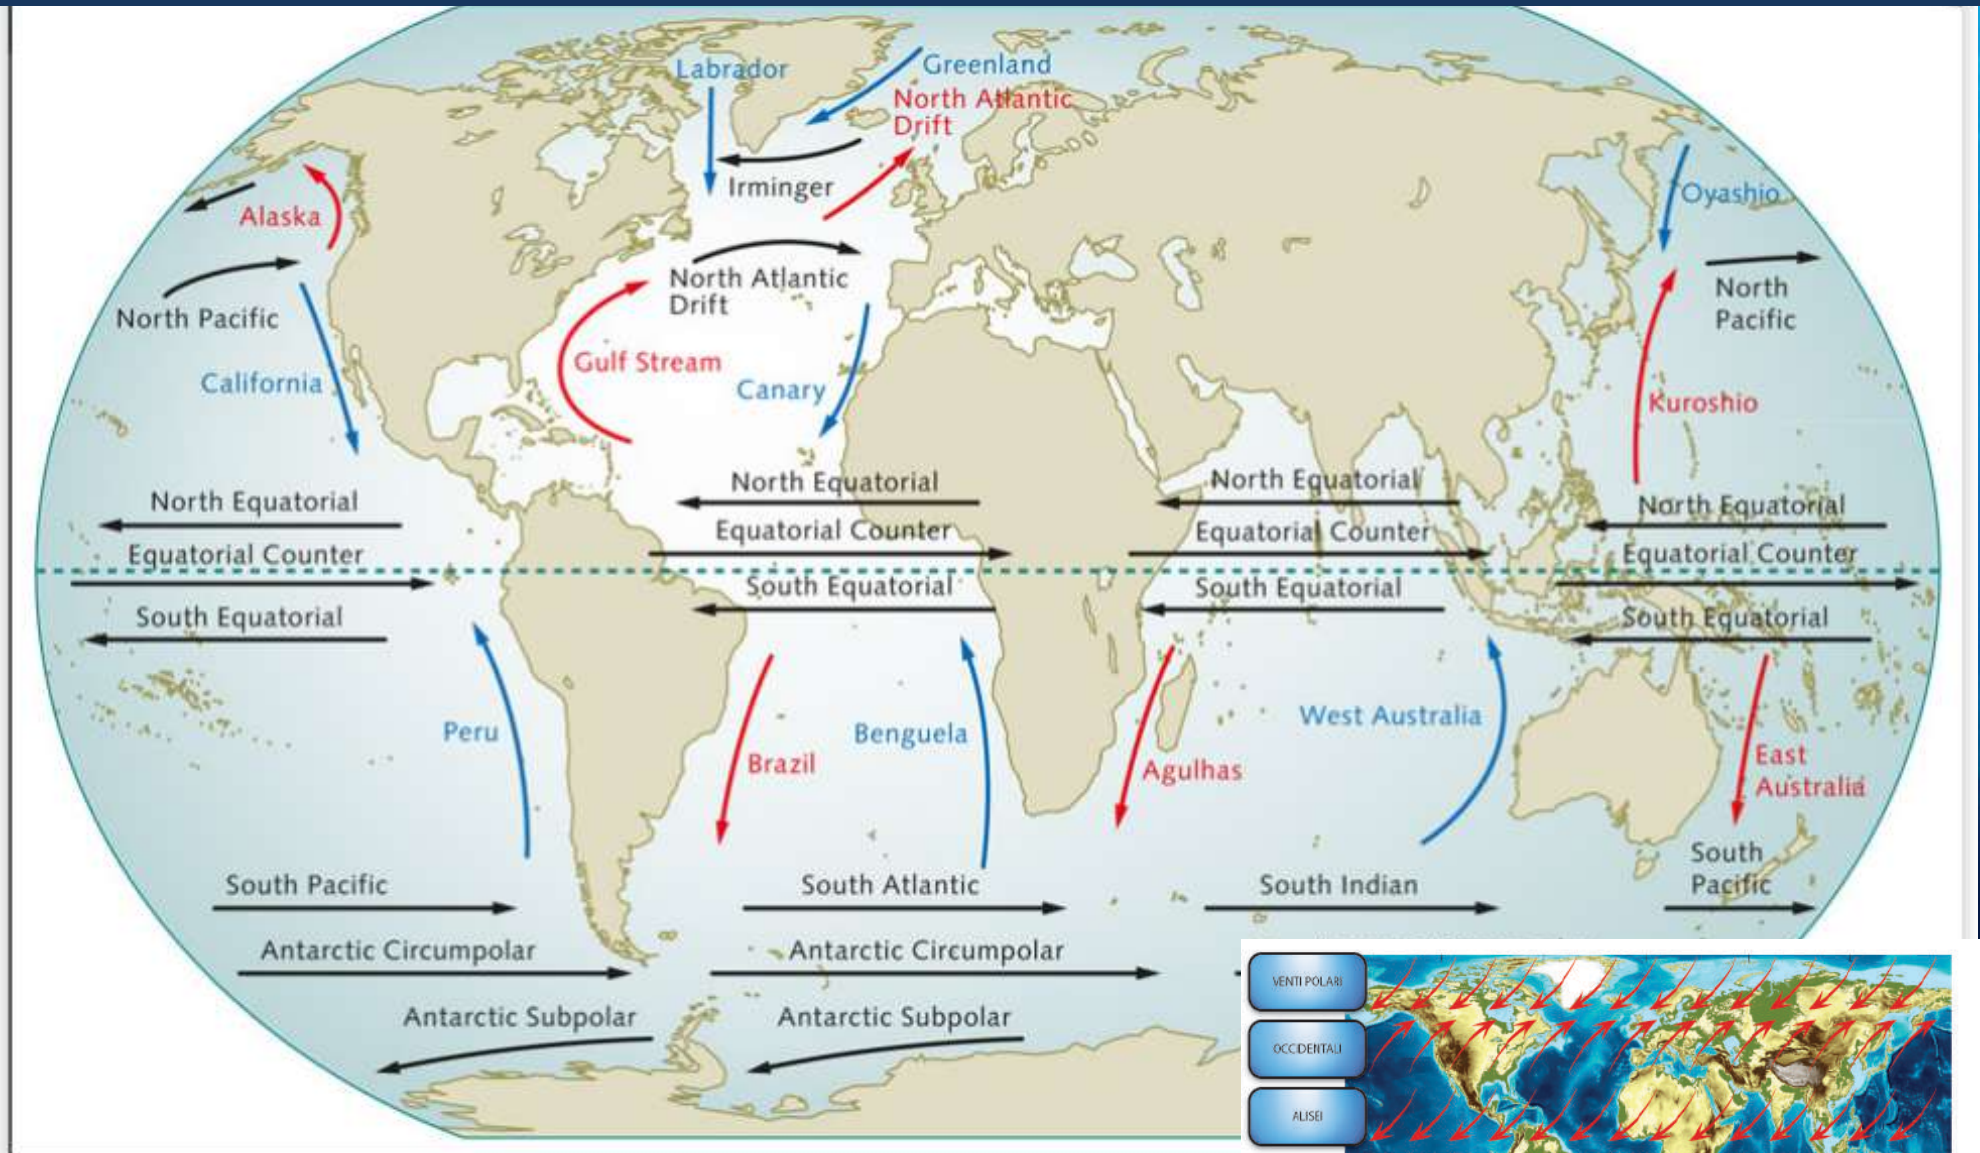 Labrador
Greenland
North Atlantic
Drift
Irminger
Oyashio
Alaska
North Atlantic
Drift
North
Pacific
North Pacific
Gulf Stream
California
Canary
Kuroshio
North Equatorial
North Equatorial
North Equatorial
North Equatorial
Equatorial Counter
Equatorial Counter
Equatorial Counter
Equatorial Counter
South Equatorial
South Equatorial
South Equatorial
South Equatorial
Peru
Brazil
Benguela
Agulhas
West Australia
East
Australia
South Pacific
South Atlantic
South Indian
South
Pacific
Antarctic Circumpolar
Antarctic Circumpolar
Antarctic Subpolar
Antarctic Subpolar
VENTI POLARI
OCCIDENTALI
ALISEI